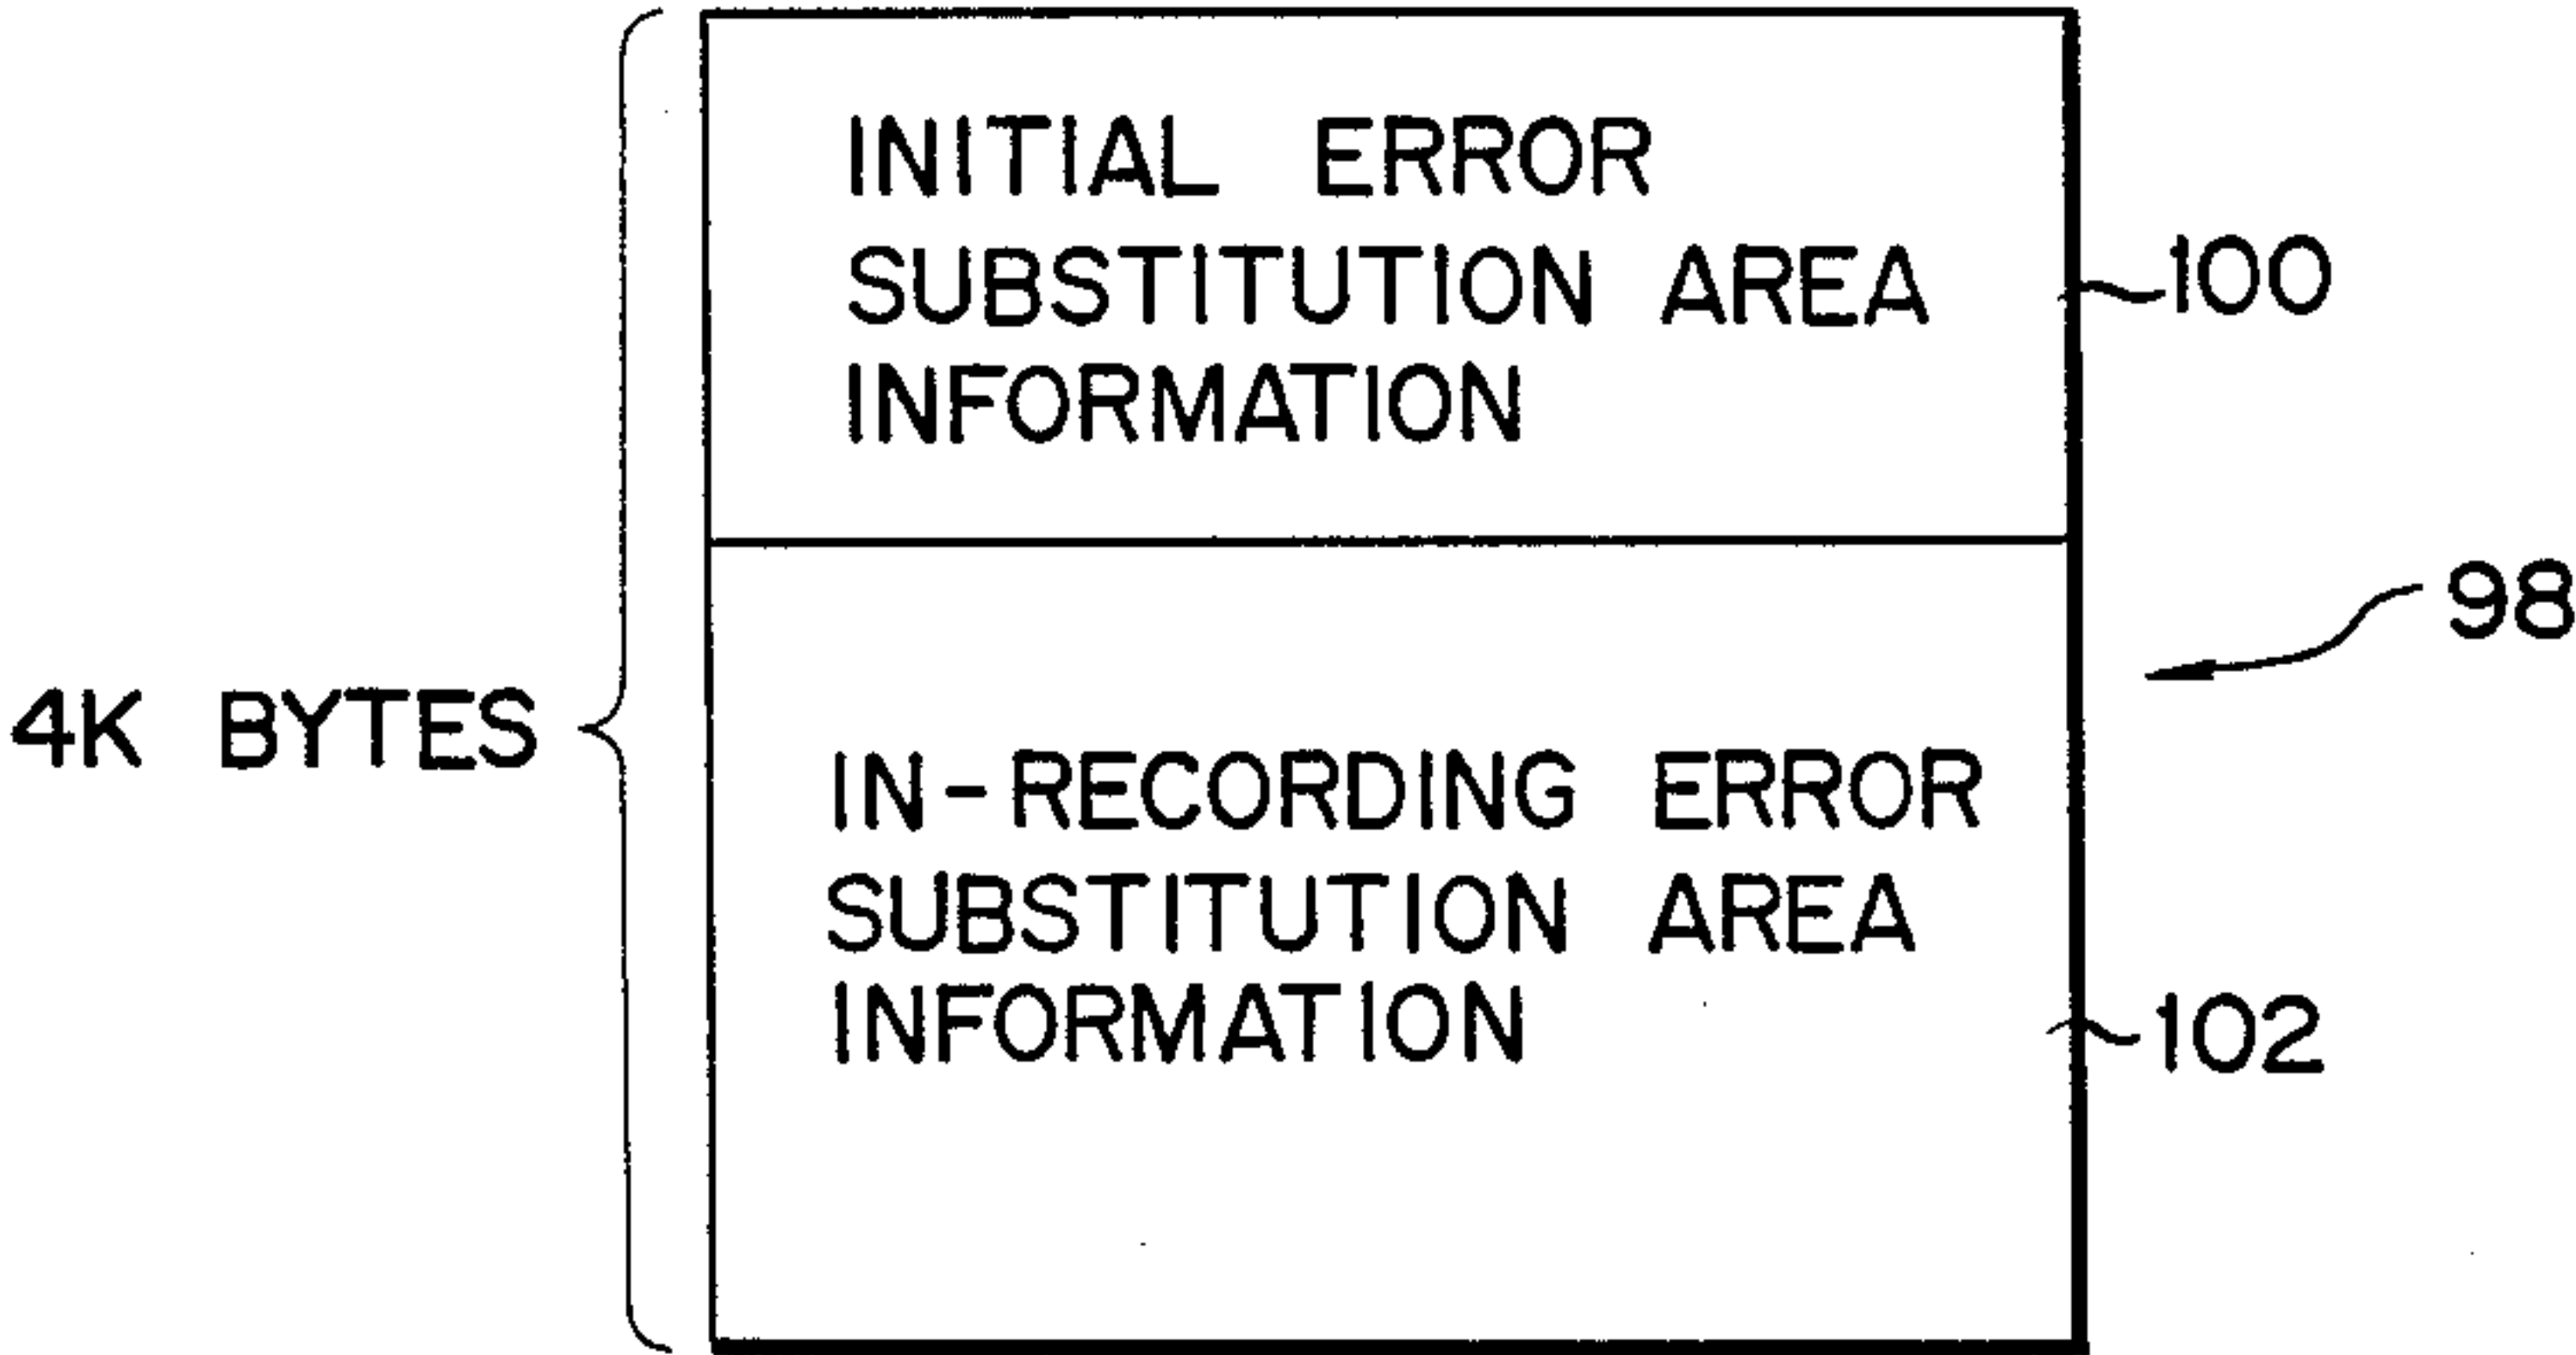 INITIAL ERROR
SUBSTITUTION AREA
INFORMATION
100
98
4K BYTES
IN-RECORDING ERROR
SUBSTITUTION AREA
INFORMATION
102